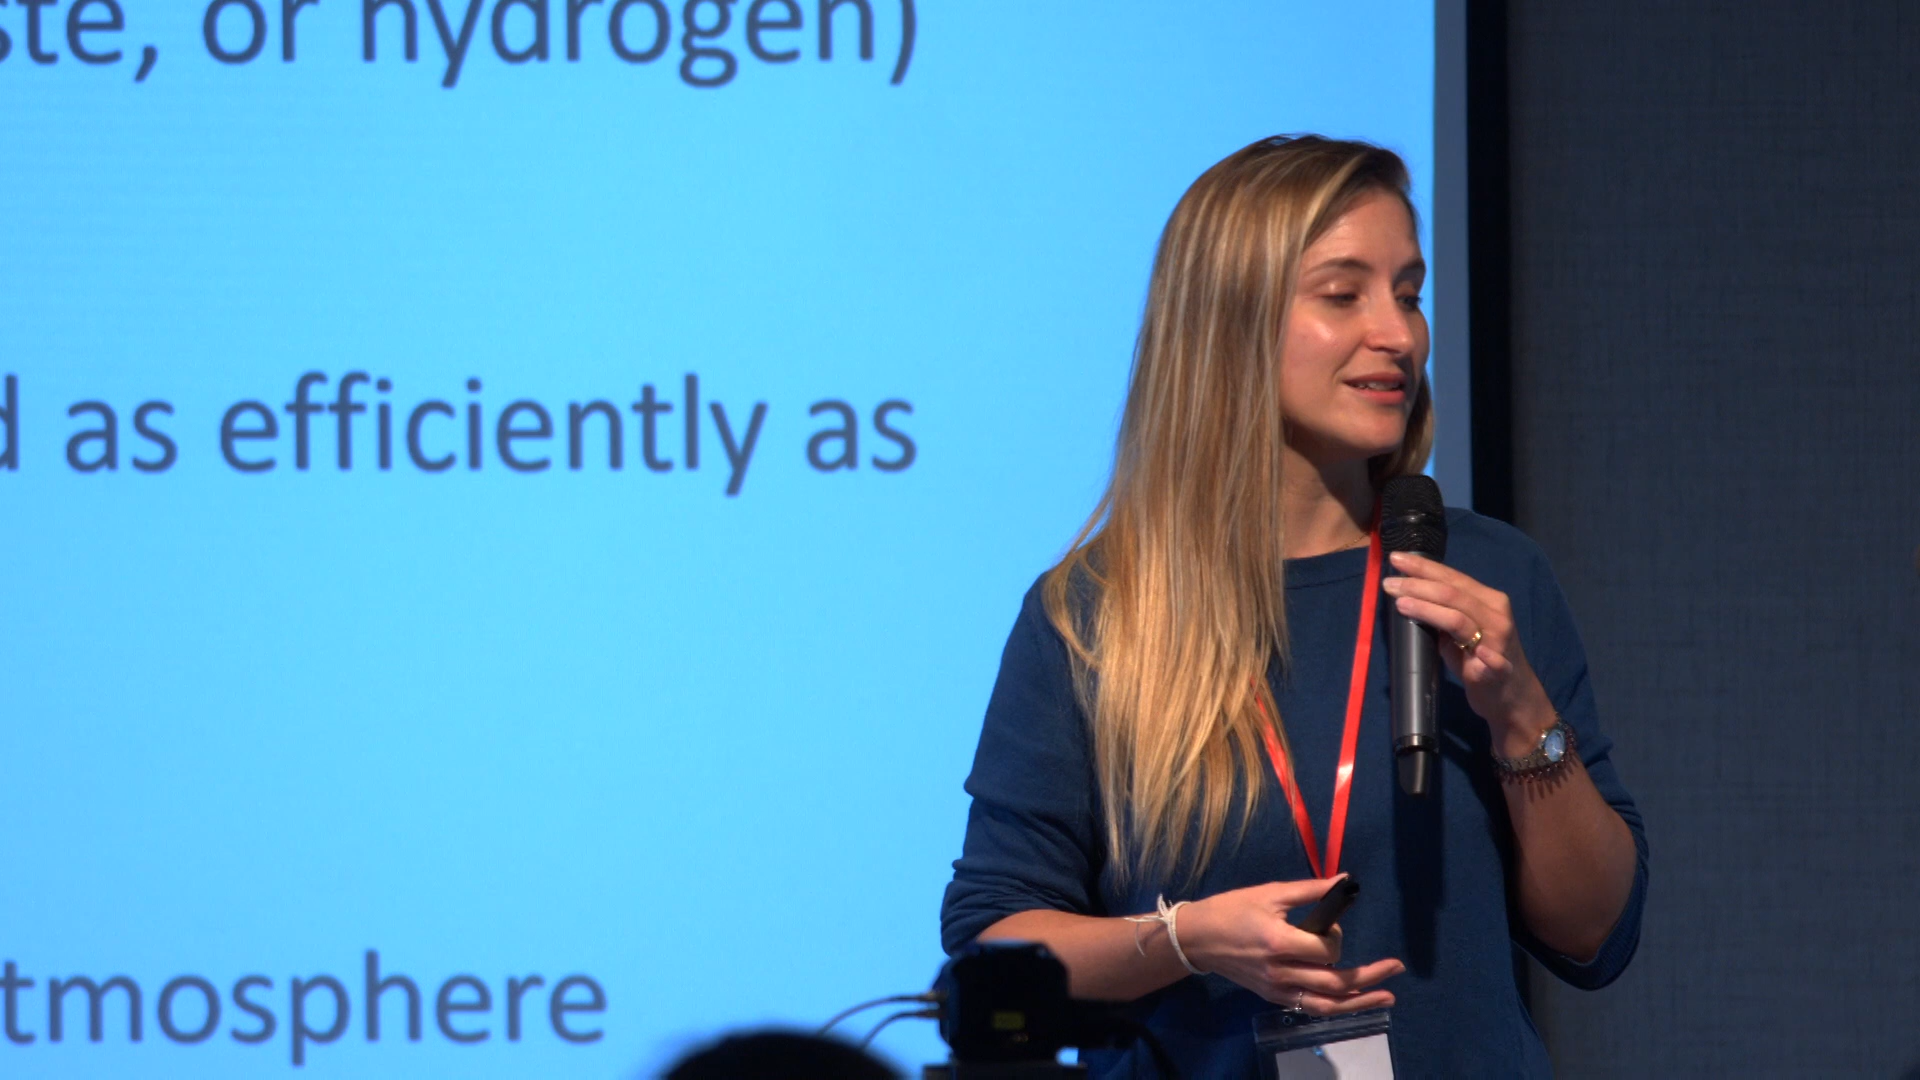 ste, or hydrogen)
d as efficiently as
tmosphere